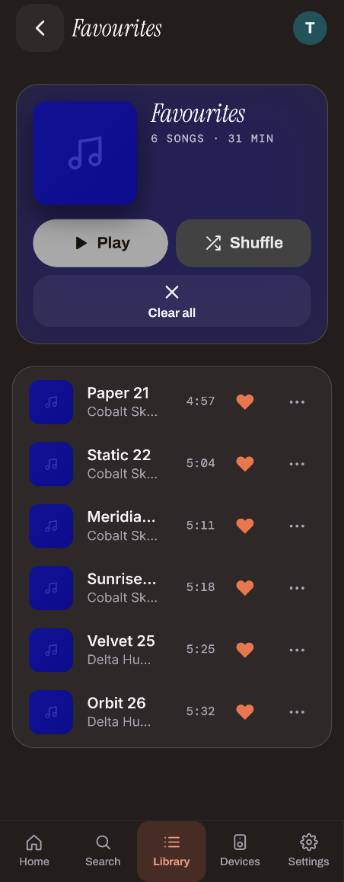 Favourites
T
Favourites
6 SONGS · 31 MIN
Play
Shuffle
Clear all
Paper 21
Cobalt Sk...
4:57
Static 22
Cobalt Sk...
5:04
Meridia...
Cobalt Sk...
5:11
Sunrise...
Cobalt Sk...
5:18
Velvet 25
Delta Hu...
5:25
Orbit 26
Delta Hu...
5:32
Home
Search
Library
Devices
Settings